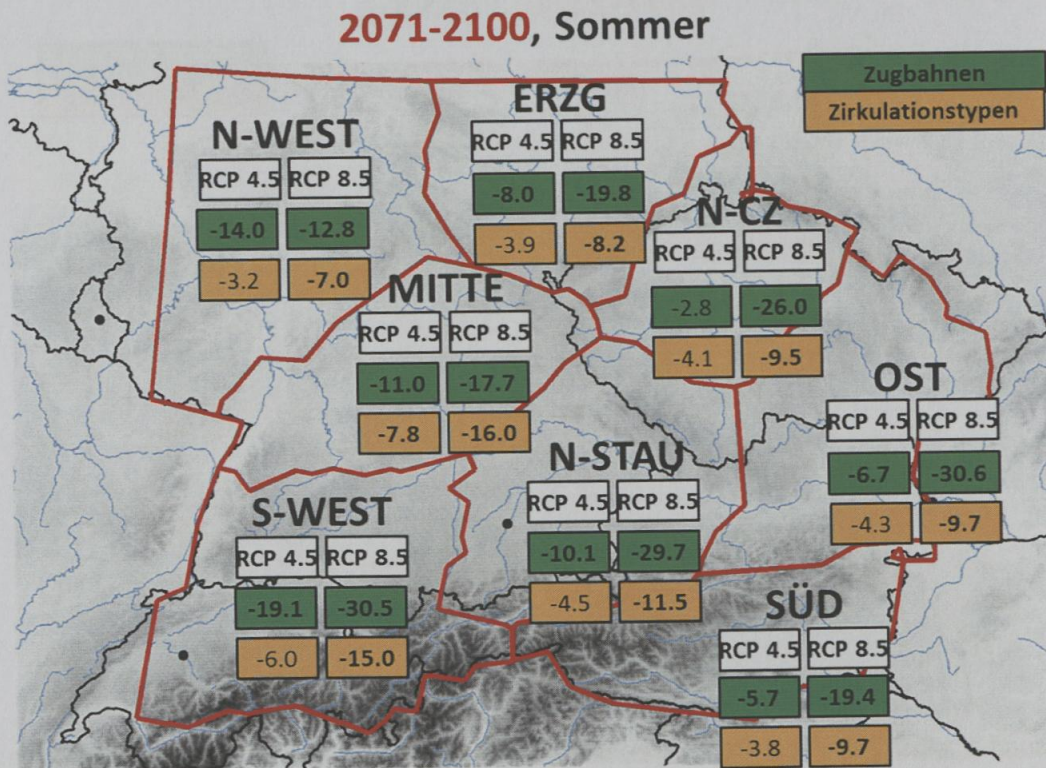 2071-2100, Sommer
Zugbahnen
Zirkulationstypen
N-WEST
RCP 4.5 RCP 8.5
-14.0 -12.8
-3.2 -7.0
ERZG
RCP 4.5 RCP 8.5
-8.0 -19.8
-3.9 -8.2
N-CZ
RCP 4.5 RCP 8.5
-2.8 -26.0
-4.1 -9.5
MITTE
RCP 4.5 RCP 8.5
-11.0 -17.7
-7.8 -16.0
OST
RCP 4.5 RCP 8.5
-6.7 -30.6
-4.3 -9.7
N-STAU
RCP 4.5 RCP 8.5
-10.1 -29.7
-4.5 -11.5
S-WEST
RCP 4.5 RCP 8.5
-19.1 -30.5
-6.0 -15.0
SÜD
RCP 4.5 RCP 8.5
-5.7 -19.4
-3.8 -9.7